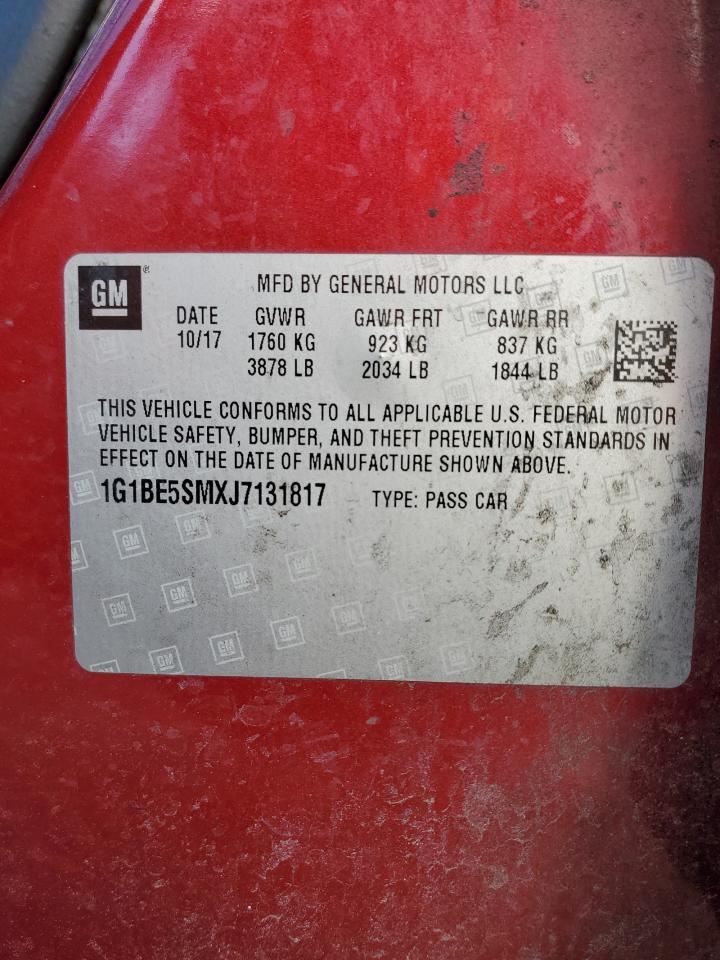 GM ® MFD BY GENERAL MOTORS LLC
DATE GVWR GAWR FRT GAWR RR
10/17 1760 KG 923 KG 837 KG
3878 LB 2034 LB 1844 LB
THIS VEHICLE CONFORMS TO ALL APPLICABLE U.S. FEDERAL MOTOR
VEHICLE SAFETY, BUMPER, AND THEFT PREVENTION STANDARDS IN
EFFECT ON THE DATE OF MANUFACTURE SHOWN ABOVE.
1G1BE5SMXJ7131817 TYPE: PASS CAR